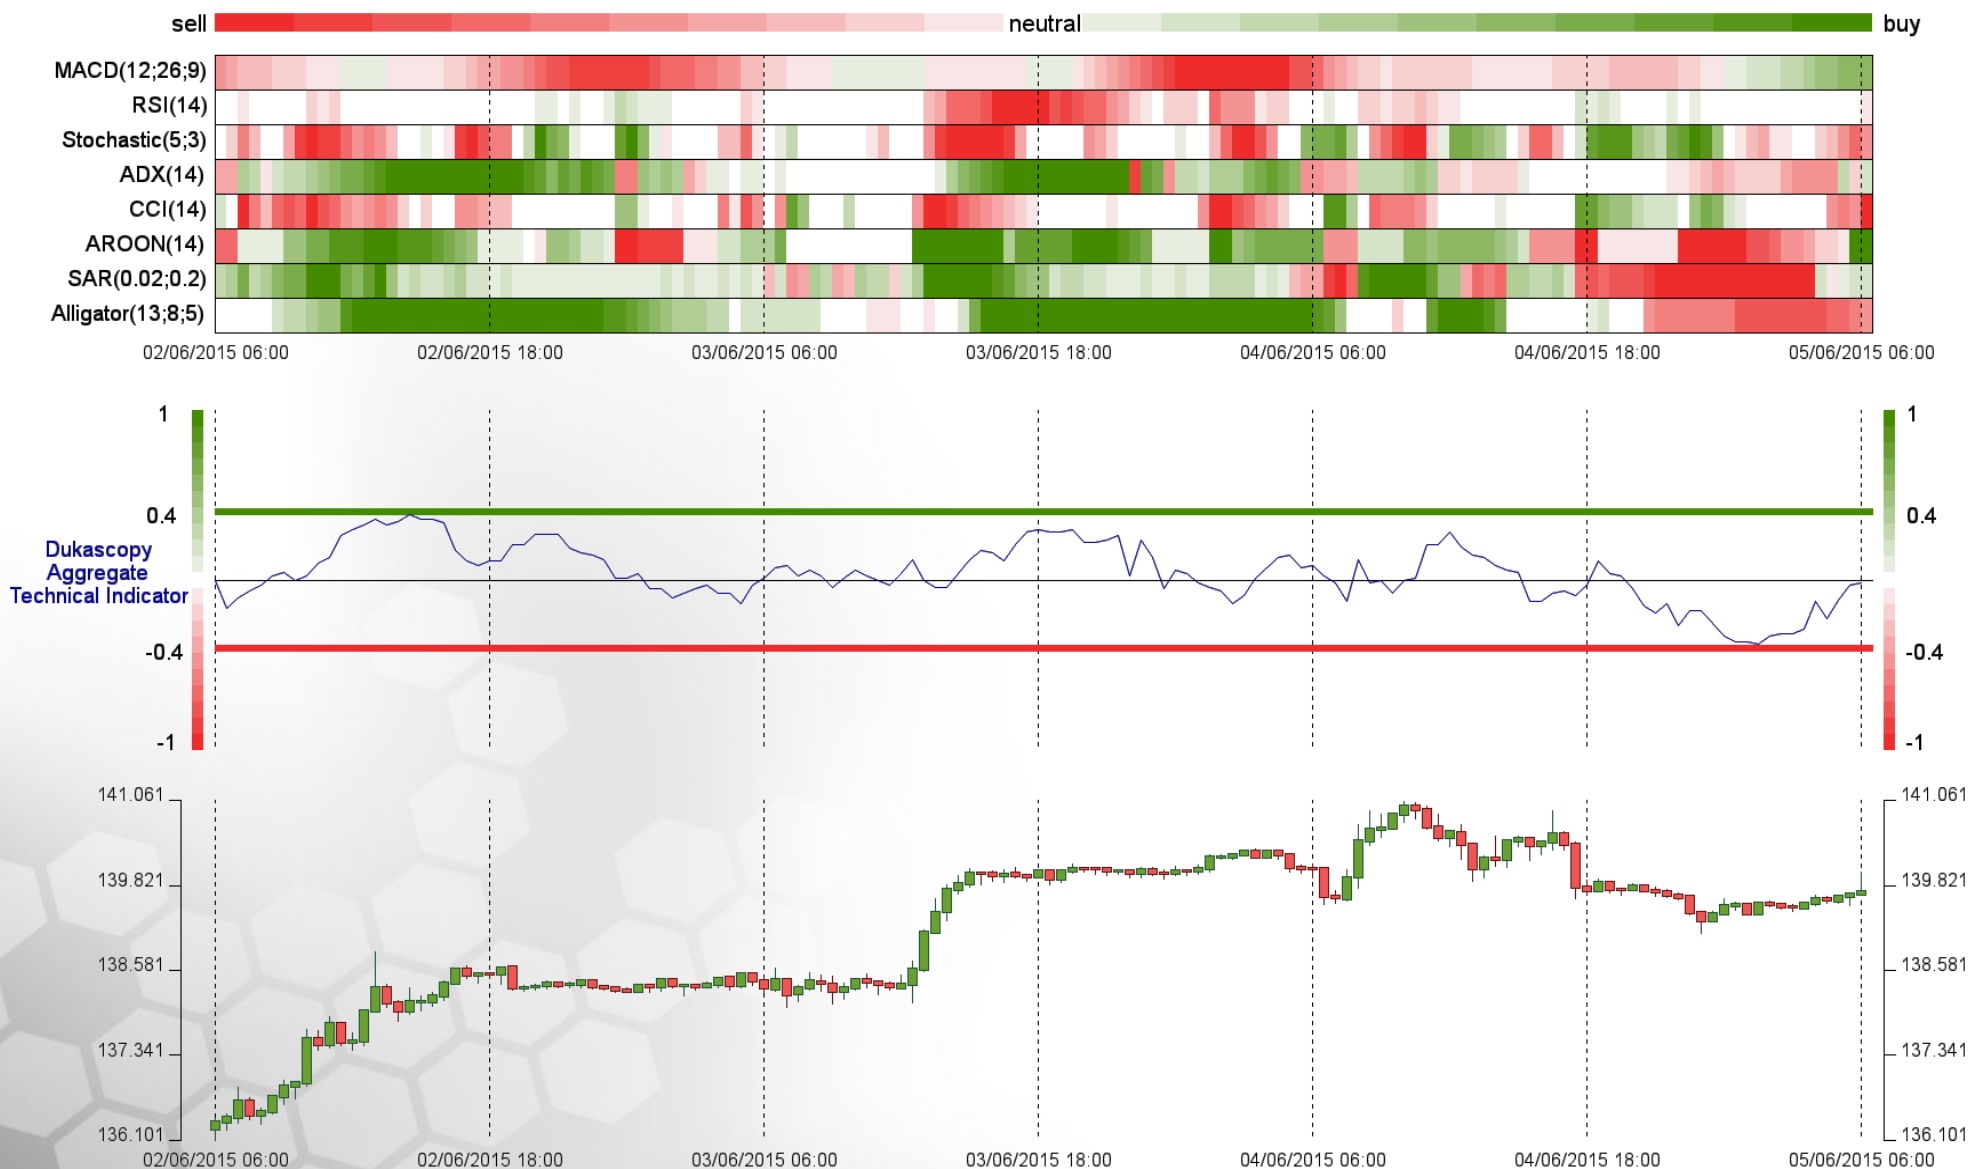 sell neutral buy
MACD(12;26;9)
RSI(14)
Stochastic(5;3)
ADX(14)
CCI(14)
AROON(14)
SAR(0.02;0.2)
Alligator(13;8;5)
02/06/2015 06:00 02/06/2015 18:00 03/06/2015 06:00 03/06/2015 18:00 04/06/2015 06:00 04/06/2015 18:00 05/06/2015 06:00
1 1
0.4 0.4
Dukascopy
Aggregate
Technical Indicator
-0.4 -0.4
-1 -1
141.061 141.061
139.821 139.821
138.581 138.581
137.341 137.341
136.101 136.101
02/06/2015 06:00 02/06/2015 18:00 03/06/2015 06:00 03/06/2015 18:00 04/06/2015 06:00 04/06/2015 18:00 05/06/2015 06:00